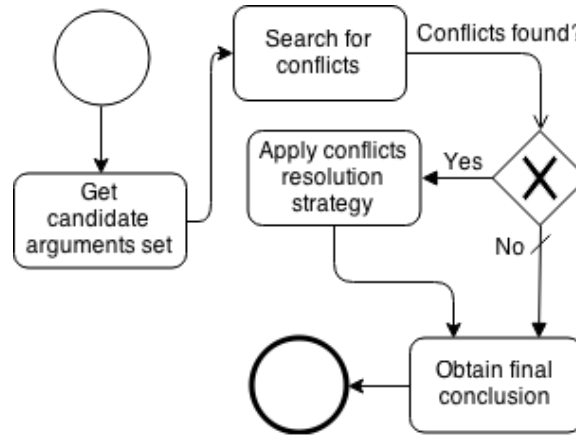 Search for
conflicts
Conflicts found?
Get
candidate
arguments set
Apply conflicts
resolution
strategy
Yes
No
Obtain final
conclusion